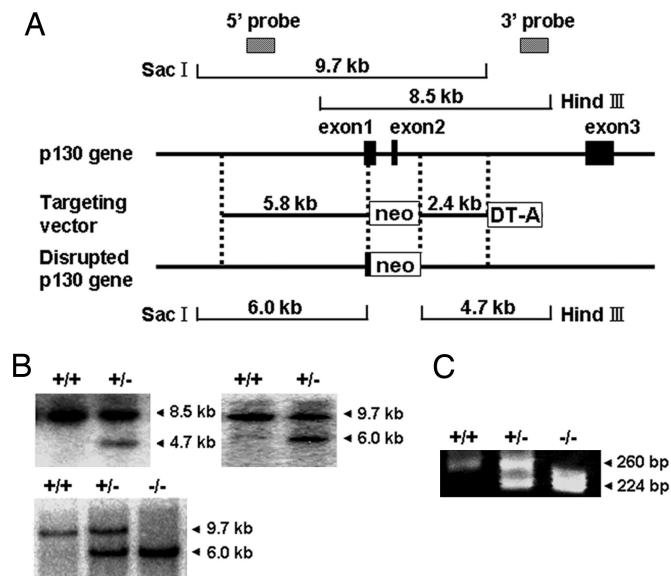 A
5’ probe 3’ probe
Sac Ⅰ 9.7 kb
8.5 kb Hind Ⅲ
exon1 exon2 exon3
p130 gene
Targeting vector 5.8 kb neo 2.4 kb DT-A
Disrupted p130 gene neo
Sac Ⅰ 6.0 kb 4.7 kb Hind Ⅲ
B
+/+ +/-
8.5 kb
4.7 kb
+/+ +/-
9.7 kb
6.0 kb
+/+ +/- -/-
9.7 kb
6.0 kb
C
+/+ +/- -/-
260 bp
224 bp